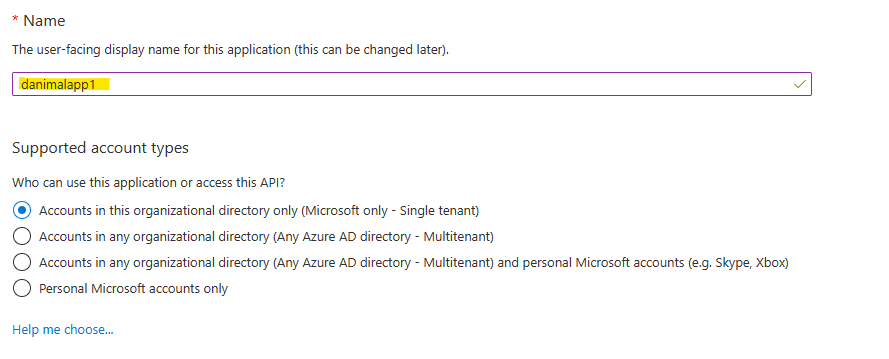 * Name
The user-facing display name for this application (this can be changed later).
danimalapp1
Supported account types
Who can use this application or access this API?
Accounts in this organizational directory only (Microsoft only - Single tenant)
Accounts in any organizational directory (Any Azure AD directory - Multitenant)
Accounts in any organizational directory (Any Azure AD directory - Multitenant) and personal Microsoft accounts (e.g. Skype, Xbox)
Personal Microsoft accounts only
Help me choose...